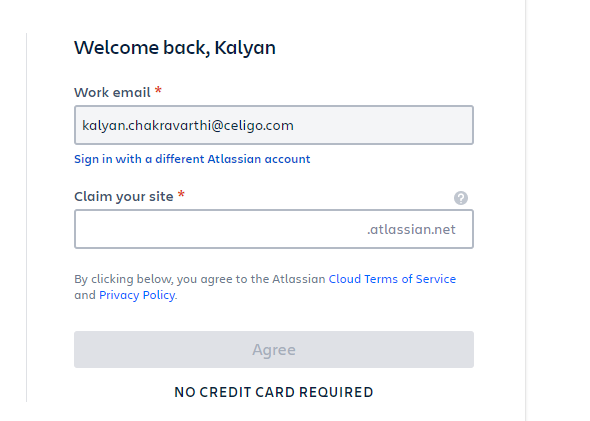 Welcome back, Kalyan
Work email *
kalyan.chakravarthi@celigo.com
Sign in with a different Atlassian account
Claim your site *
?
.atlassian.net
By clicking below, you agree to the Atlassian Cloud Terms of Service
and Privacy Policy.
Agree
NO CREDIT CARD REQUIRED